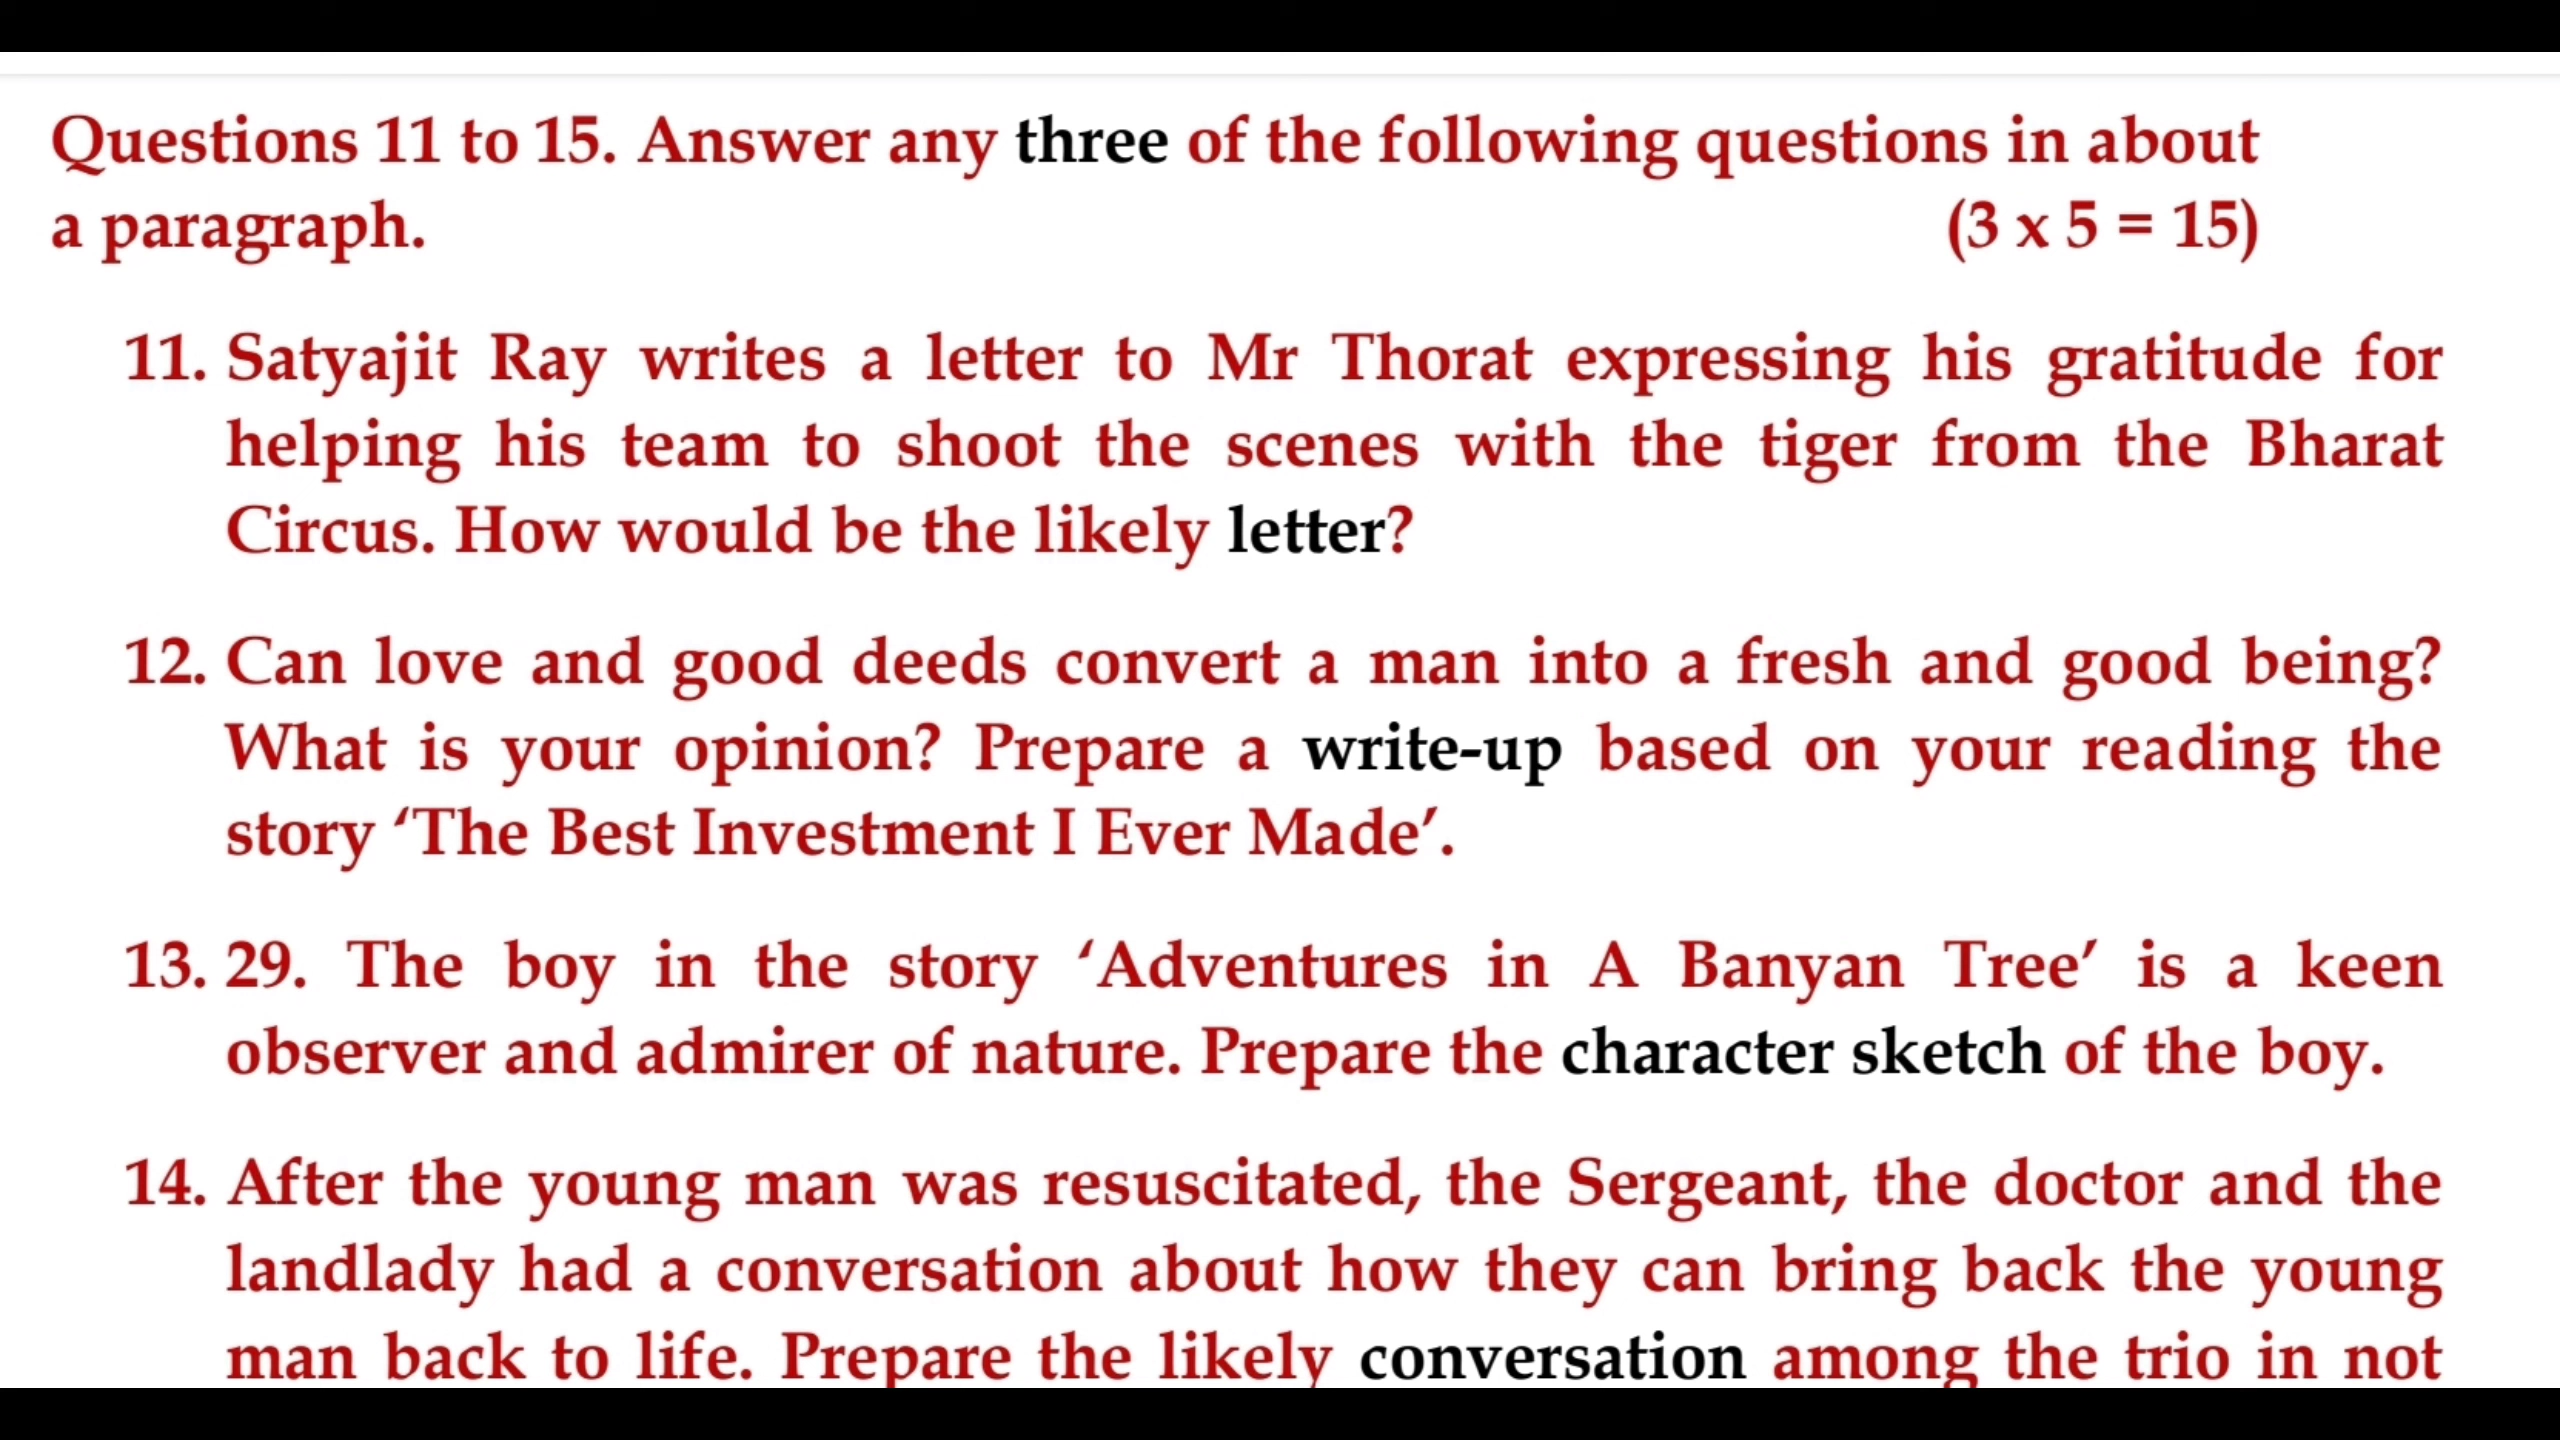 Questions 11 to 15. Answer any three of the following questions in about
a paragraph. (3 x 5 = 15)
11. Satyajit Ray writes a letter to Mr Thorat expressing his gratitude for
helping his team to shoot the scenes with the tiger from the Bharat
Circus. How would be the likely letter?
12. Can love and good deeds convert a man into a fresh and good being?
What is your opinion? Prepare a write-up based on your reading the
story ‘The Best Investment I Ever Made’.
13. 29. The boy in the story ‘Adventures in A Banyan Tree’ is a keen
observer and admirer of nature. Prepare the character sketch of the boy.
14. After the young man was resuscitated, the Sergeant, the doctor and the
landlady had a conversation about how they can bring back the young
man back to life. Prepare the likely conversation among the trio in not